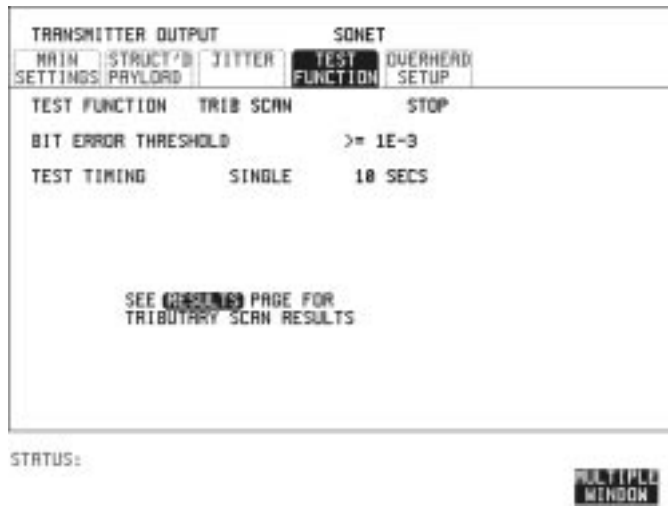 TRANSMITTER OUTPUT SONET
MAIN SETTINGS STRUCT'D PAYLOAD JITTER TEST FUNCTION OVERHEAD SETUP
TEST FUNCTION TRIB SCAN STOP
BIT ERROR THRESHOLD >= 1E-3
TEST TIMING SINGLE 10 SECS
SEE RESULTS PAGE FOR
TRIBUTARY SCAN RESULTS
STATUS:
MULTIPLE
WINDOW